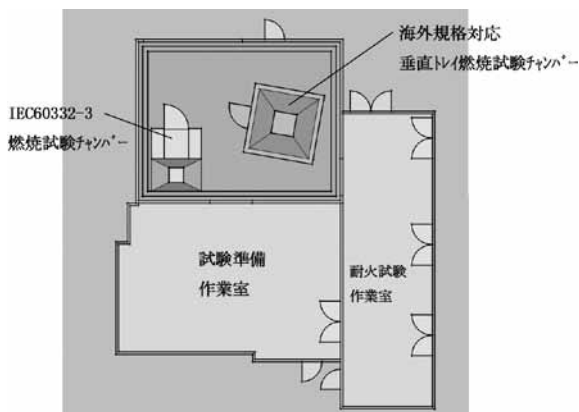 海外規格対応
垂直トレイ燃焼試験チャンバー
IEC60332-3
燃焼試験チャンバー
試験準備
作業室
耐火試験
作業室